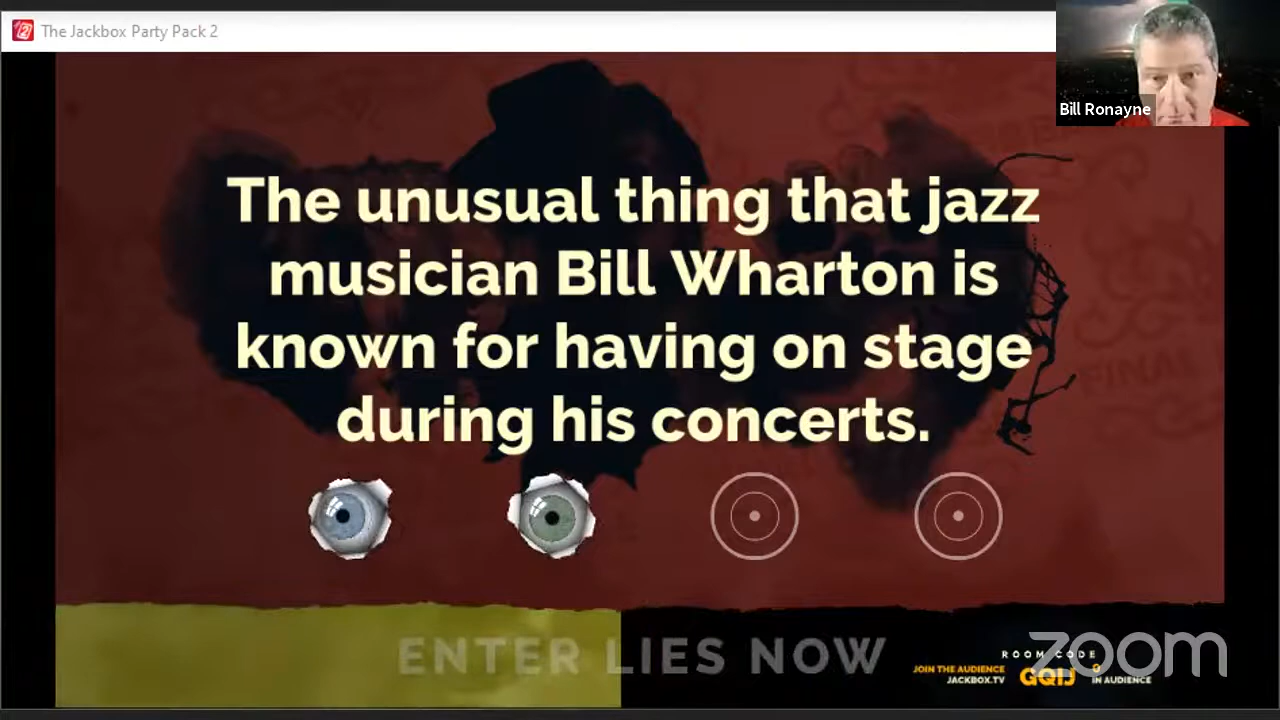 The Jackbox Party Pack 2
Bill Ronayne
The unusual thing that jazz
musician Bill Wharton is
known for having on stage
during his concerts.
FINAL
ENTER LIES NOW
ROOM CODE
JOIN THE AUDIENCE
JACKBOX.TV
GQIJ
0
IN AUDIENCE
zoom